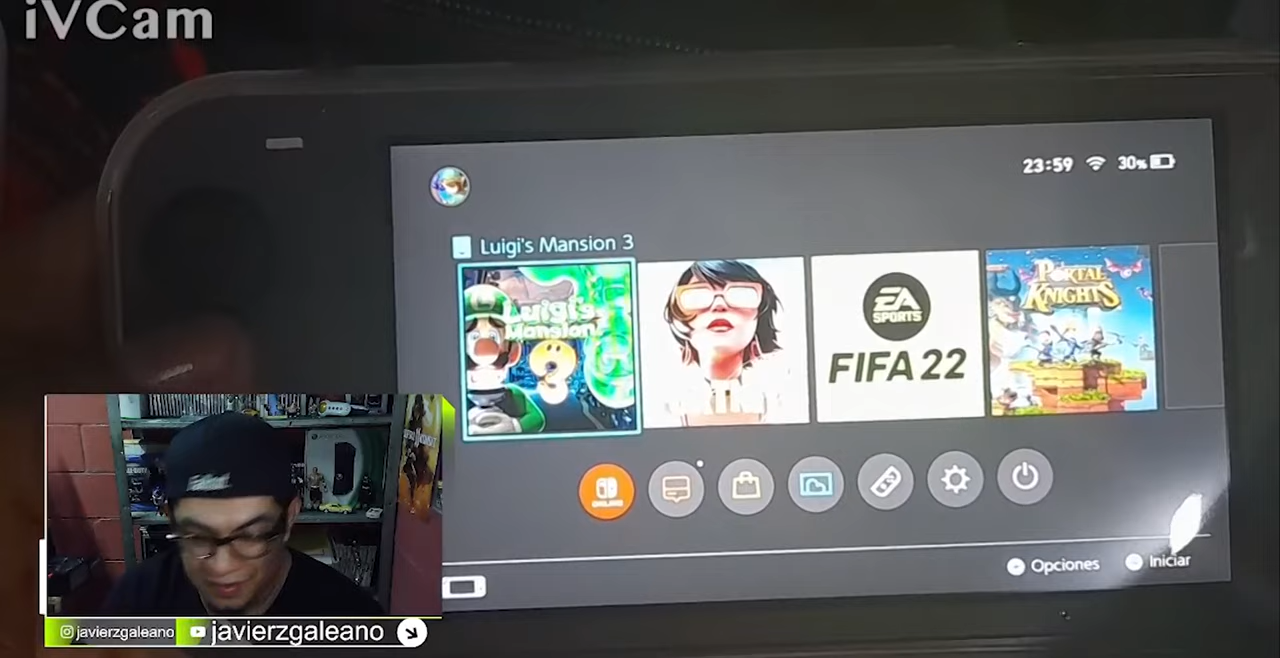 iVCam
23:59 30%
Luigi's Mansion 3
Luigi's Mansion
PORTAL KNIGHTS
EA SPORTS
FIFA 22
ONLINE
Opciones Iniciar
javierzgaleano javierzgaleano